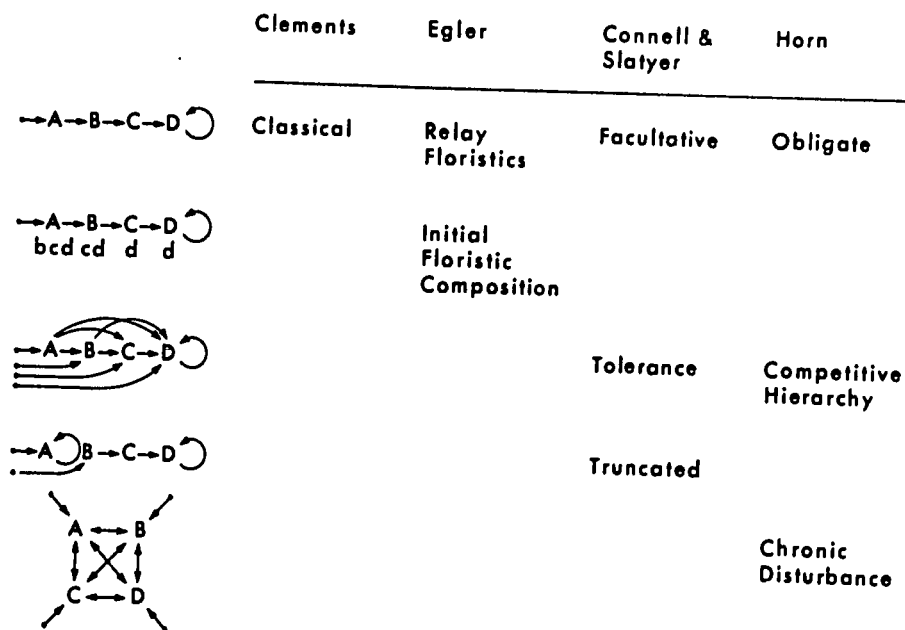 Clements Egler Connell & Slatyer Horn
A B C D Classical Relay Floristics Facultative Obligate
A B C D
bcd cd d d Initial Floristic Composition
A B C D Tolerance Competitive Hierarchy
A B C D Truncated
A B
C D Chronic Disturbance